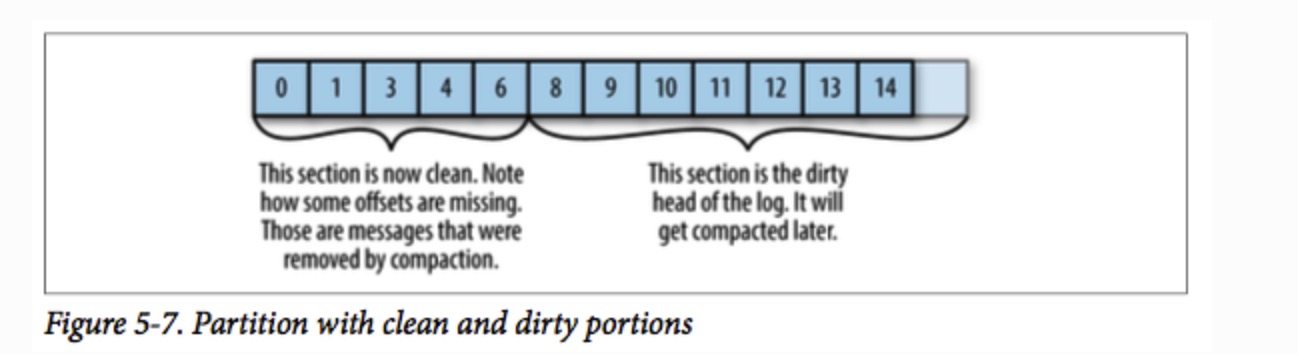 0 1 3 4 6 8 9 10 11 12 13 14
This section is now clean. Note
how some offsets are missing.
Those are messages that were
removed by compaction.
This section is the dirty
head of the log. It will
get compacted later.
Figure 5-7. Partition with clean and dirty portions